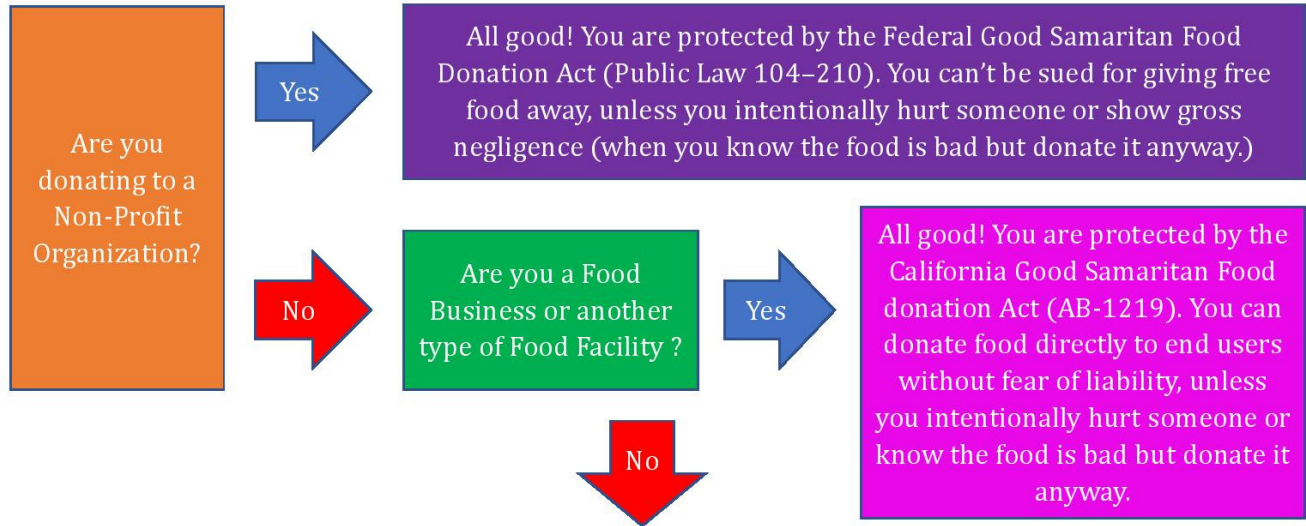 Are you
donating to a
Non-Profit
Organization?
Yes
All good! You are protected by the Federal Good Samaritan Food
Donation Act (Public Law 104–210). You can’t be sued for giving free
food away, unless you intentionally hurt someone or show gross
negligence (when you know the food is bad but donate it anyway.)
No
Are you a Food
Business or another
type of Food Facility ?
Yes
All good! You are protected by the
California Good Samaritan Food
donation Act (AB-1219). You can
donate food directly to end users
without fear of liability, unless
you intentionally hurt someone or
know the food is bad but donate it
anyway.
No